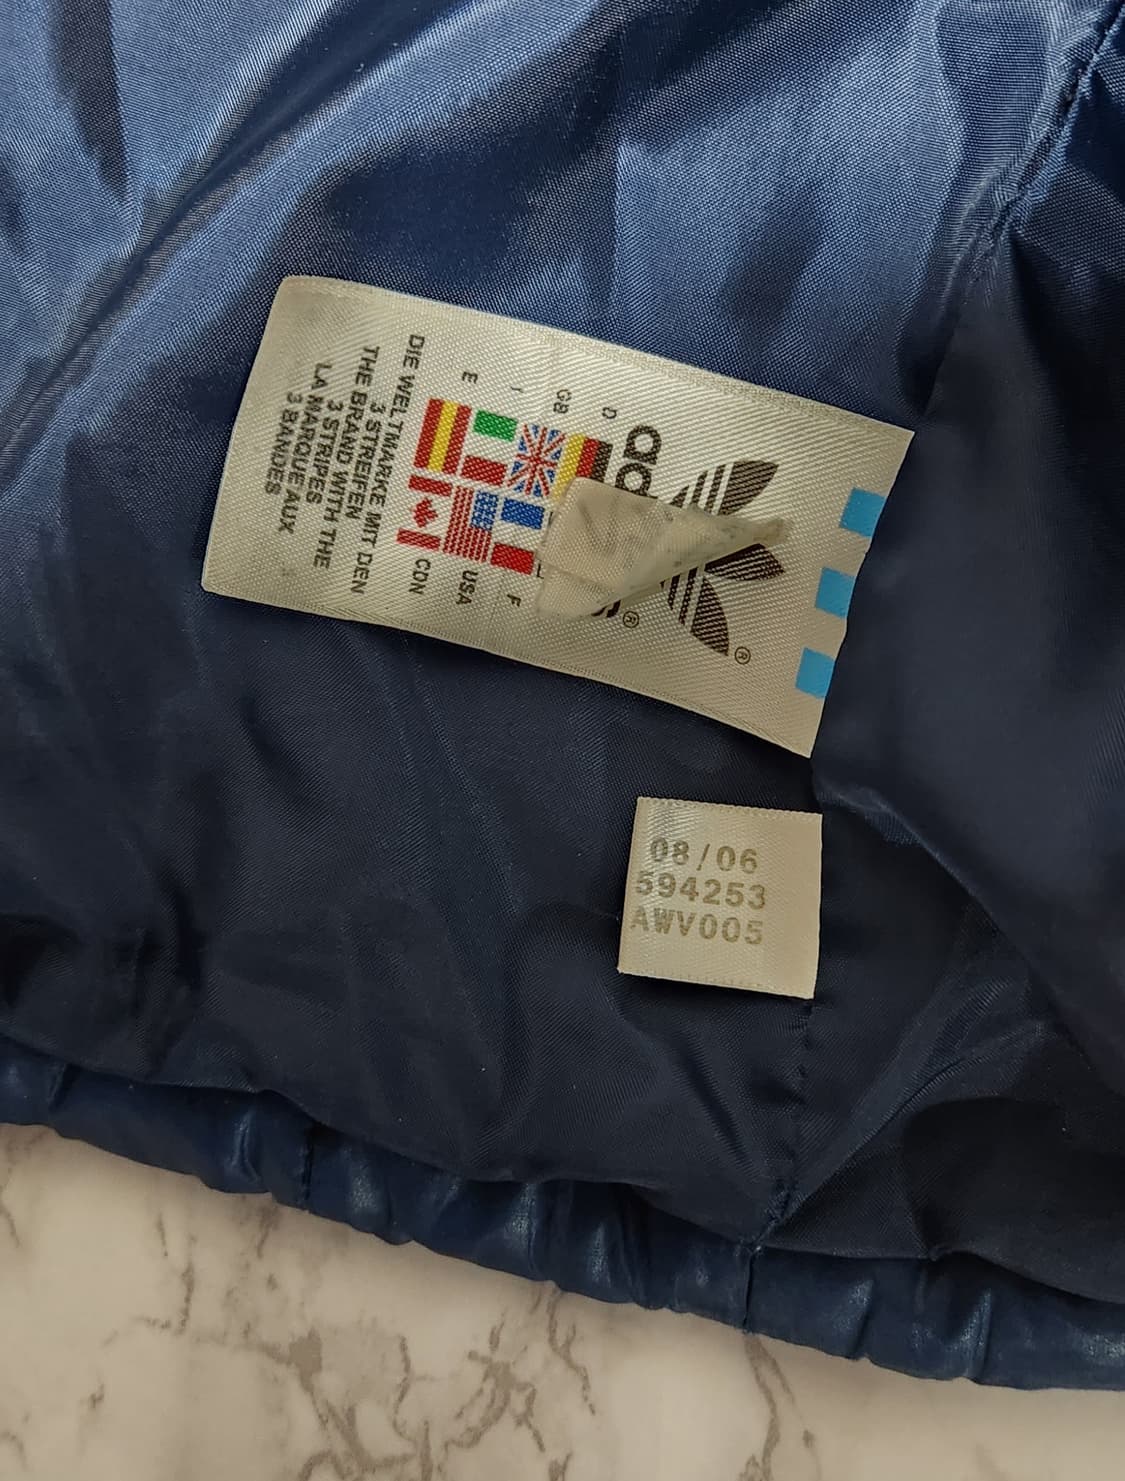 ®
®
D
GB
I
E
F
USA
CDN
DIE WELTMARKE MIT DEN
3 STREIFEN
THE BRAND WITH THE
3 STRIPES
LA MARQUE AUX
3 BANDES
08/06
594253
AWV005